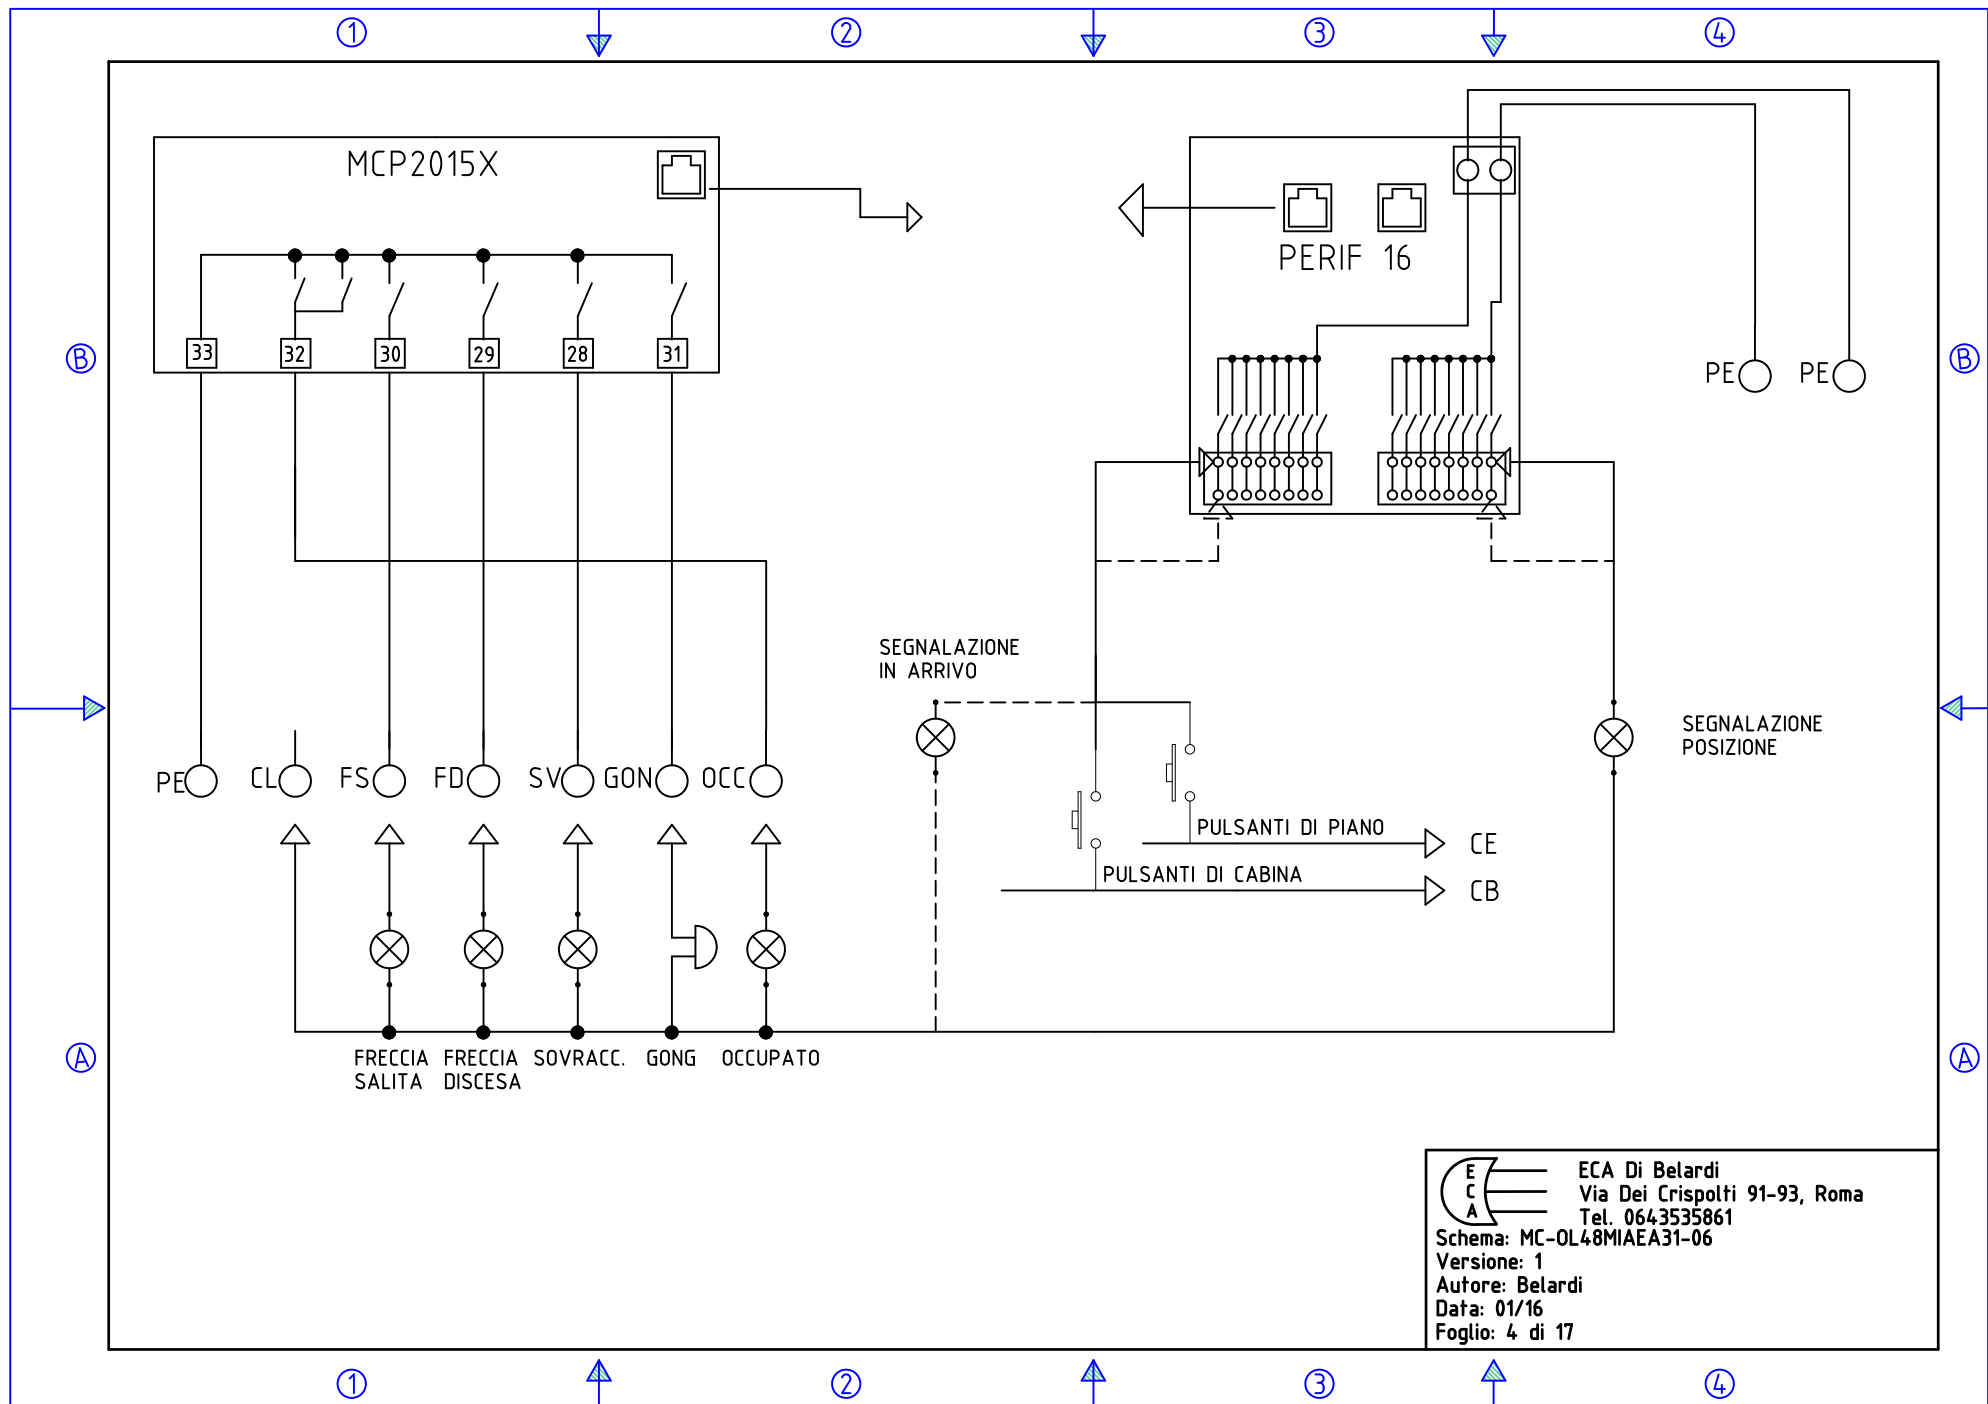 1 2 3 4
MCP2015X
PERIF 16
B B
33 32 30 29 28 31
PE PE
SEGNALAZIONE
IN ARRIVO
SEGNALAZIONE
POSIZIONE
PE CL FS FD SV GON OCC
PULSANTI DI PIANO CE
PULSANTI DI CABINA CB
A A
FRECCIA
SALITA
FRECCIA
DISCESA
SOVRACC.
GONG
OCCUPATO
E
C
A
ECA Di Belardi
Via Dei Crispolti 91-93, Roma
Tel. 0643535861
Schema: MC-OL48MIAEA31-06
Versione: 1
Autore: Belardi
Data: 01/16
Foglio: 4 di 17
1 2 3 4